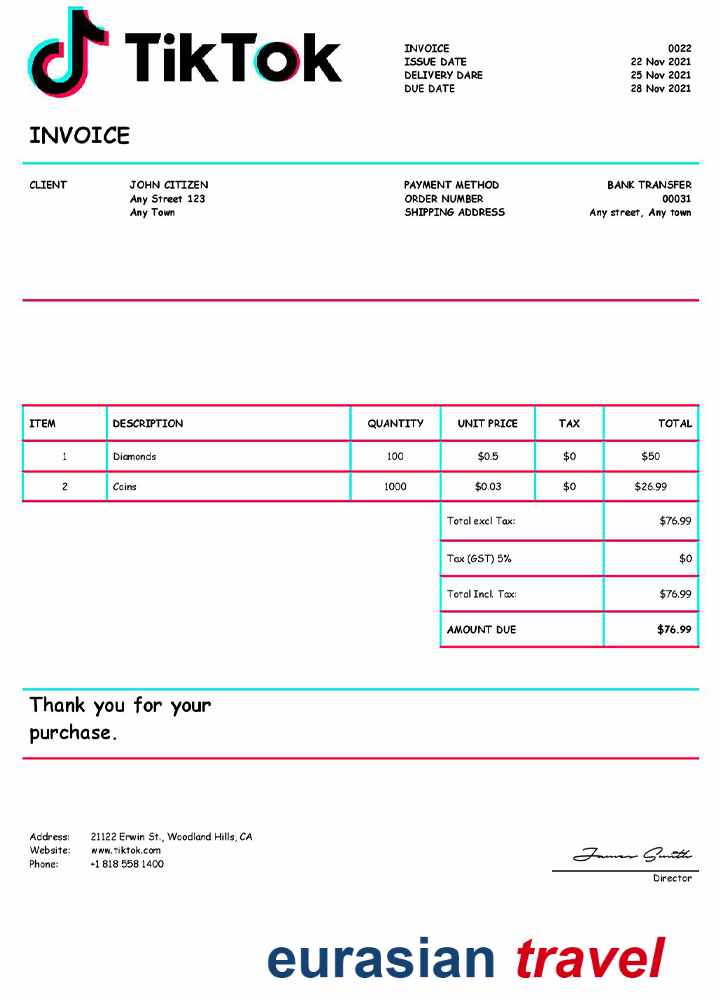 TikTok
INVOICE 0022
ISSUE DATE 22 Nov 2021
DELIVERY DARE 25 Nov 2021
DUE DATE 28 Nov 2021
INVOICE
CLIENT JOHN CITIZEN PAYMENT METHOD BANK TRANSFER
Any Street 123 ORDER NUMBER 00031
Any Town SHIPPING ADDRESS Any street, Any town
ITEM DESCRIPTION QUANTITY UNIT PRICE TAX TOTAL
1 Diamonds 100 $0.5 $0 $50
2 Coins 1000 $0.03 $0 $26.99
Total excl Tax: $76.99
Tax (GST) 5% $0
Total Incl. Tax: $76.99
AMOUNT DUE $76.99
Thank you for your
purchase.
Address: 21122 Erwin St., Woodland Hills, CA
Website: www.tiktok.com
Phone: +1 818 558 1400
James Smith
Director
eurasian travel